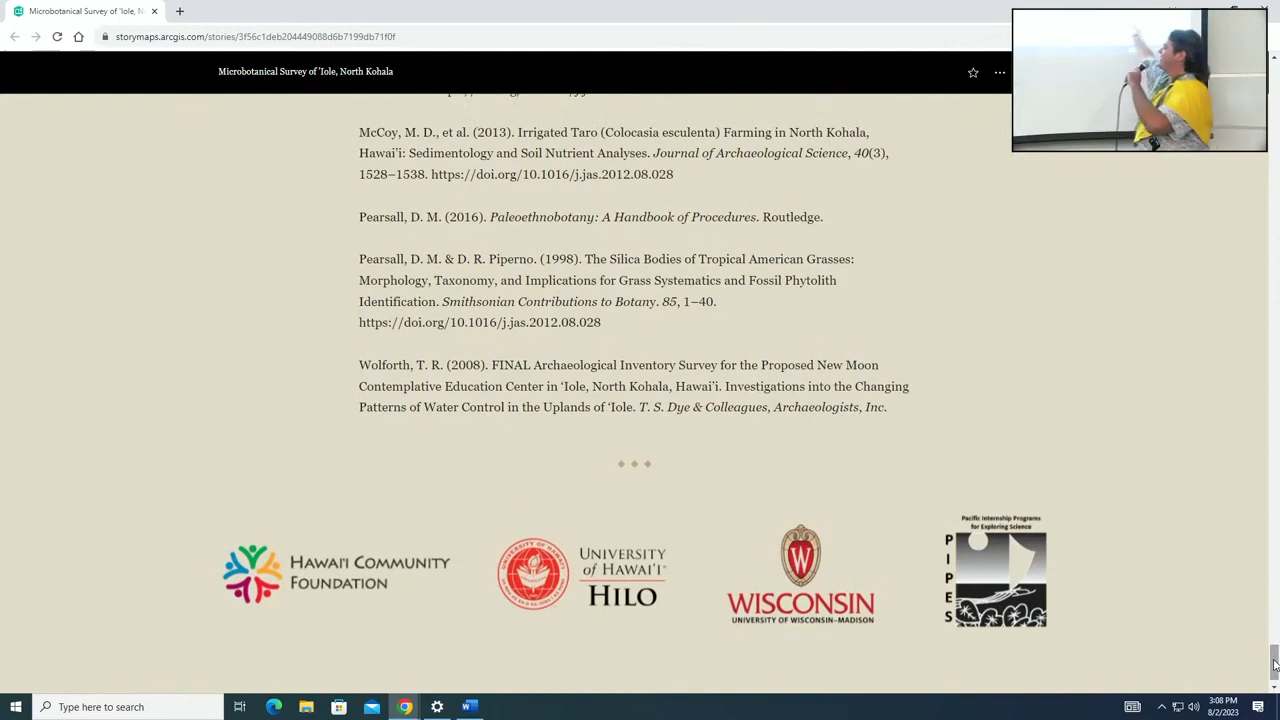 Microbotanical Survey of ʻIole, N
storymaps.arcgis.com/stories/3f56c1deb204449088d6b7199db71f0f
Microbotanical Survey of ʻIole, North Kohala
McCoy, M. D., et al. (2013). Irrigated Taro (Colocasia esculenta) Farming in North Kohala,
Hawai’i: Sedimentology and Soil Nutrient Analyses. Journal of Archaeological Science, 40(3),
1528–1538. https://doi.org/10.1016/j.jas.2012.08.028
Pearsall, D. M. (2016). Paleoethnobotany: A Handbook of Procedures. Routledge.
Pearsall, D. M. & D. R. Piperno. (1998). The Silica Bodies of Tropical American Grasses:
Morphology, Taxonomy, and Implications for Grass Systematics and Fossil Phytolith
Identification. Smithsonian Contributions to Botany. 85, 1–40.
https://doi.org/10.1016/j.jas.2012.08.028
Wolforth, T. R. (2008). FINAL Archaeological Inventory Survey for the Proposed New Moon
Contemplative Education Center in ʻIole, North Kohala, Hawai’i. Investigations into the Changing
Patterns of Water Control in the Uplands of ʻIole. T. S. Dye & Colleagues, Archaeologists, Inc.
HAWAI‘I COMMUNITY
FOUNDATION
UNIVERSITY
of HAWAI‘I
HILO
W
WISCONSIN
UNIVERSITY OF WISCONSIN–MADISON
Pacific Internship Programs
for Exploring Science
PIPES
Type here to search
3:08 PM
8/2/2023